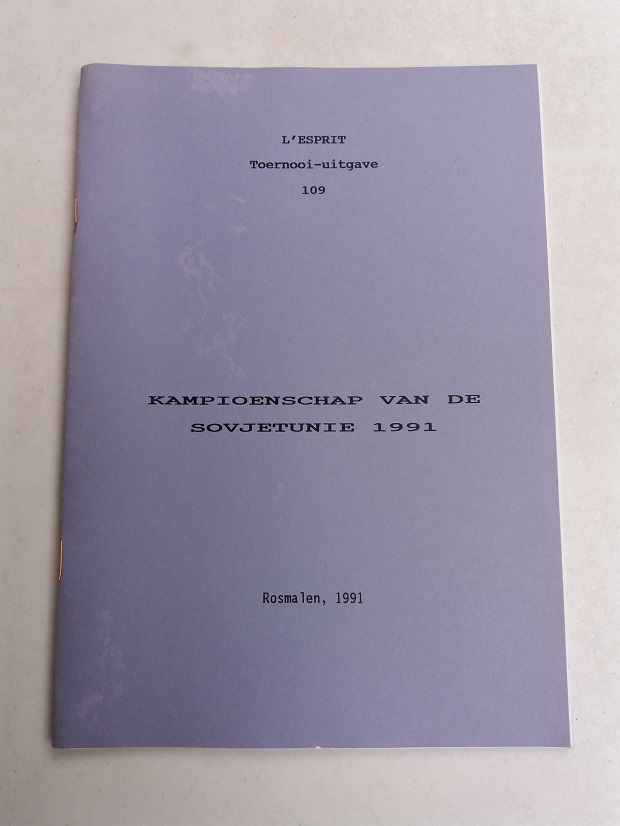 L'ESPRIT
Toernooi-uitgave
109
KAMPIOENSCHAP VAN DE
SOVJETUNIE 1991
Rosmalen, 1991